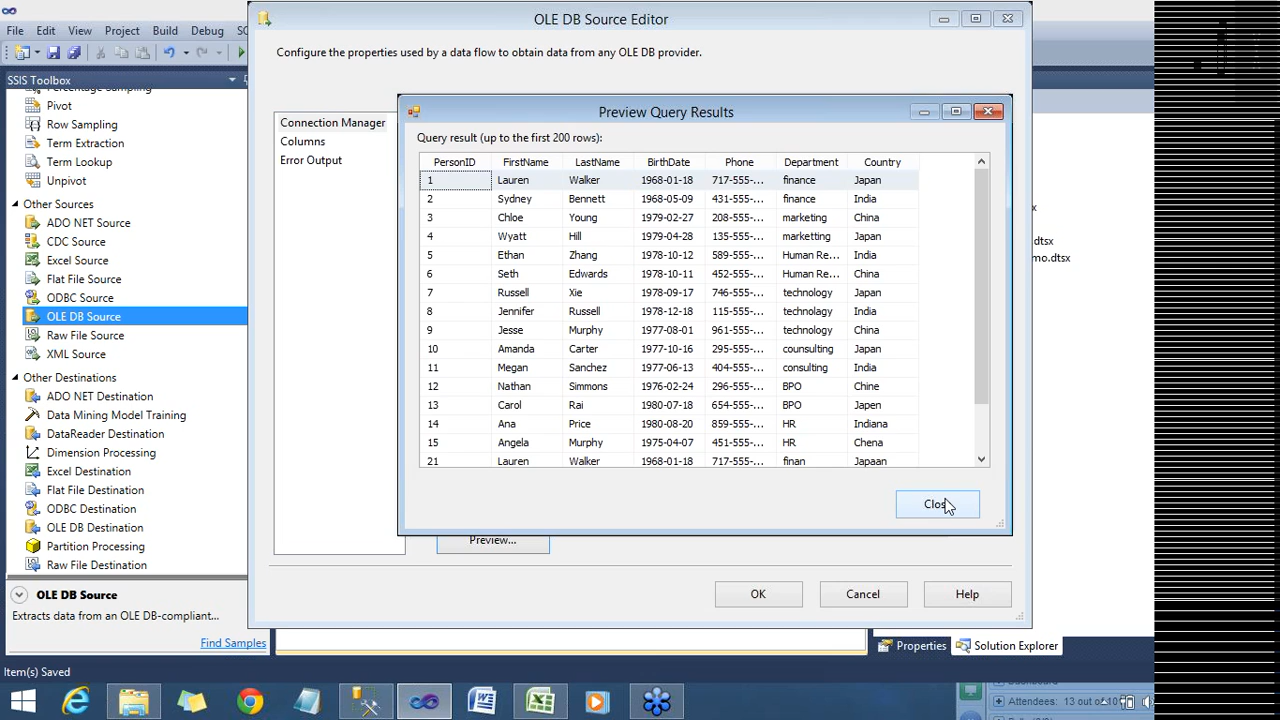 OLE DB Source Editor
File Edit View Project Build Debug
Configure the properties used by a data flow to obtain data from any OLE DB provider.
SSIS Toolbox
Percentage Sampling
Pivot
Row Sampling
Term Extraction
Term Lookup
Unpivot
Other Sources
ADO NET Source
CDC Source
Excel Source
Flat File Source
ODBC Source
OLE DB Source
Raw File Source
XML Source
Other Destinations
ADO NET Destination
Data Mining Model Training
DataReader Destination
Dimension Processing
Excel Destination
Flat File Destination
ODBC Destination
OLE DB Destination
Partition Processing
Raw File Destination
OLE DB Source
Extracts data from an OLE DB-compliant...
Find Samples
Item(s) Saved
Connection Manager
Columns
Error Output
Preview Query Results
Query result (up to the first 200 rows):
PersonID FirstName LastName BirthDate Phone Department Country
1 Lauren Walker 1968-01-18 717-555-... finance Japan
2 Sydney Bennett 1968-05-09 431-555-... finance India
3 Chloe Young 1979-02-27 208-555-... marketing China
4 Wyatt Hill 1979-04-28 135-555-... marketting Japan
5 Ethan Zhang 1978-10-12 589-555-... Human Re... India
6 Seth Edwards 1978-10-11 452-555-... Human Re... China
7 Russell Xie 1978-09-17 746-555-... technology Japan
8 Jennifer Russell 1978-12-18 115-555-... technology India
9 Jesse Murphy 1977-08-01 961-555-... technology China
10 Amanda Carter 1977-10-16 295-555-... counsulting Japan
11 Megan Sanchez 1977-06-13 404-555-... consulting India
12 Nathan Simmons 1976-02-24 296-555-... BPO Chine
13 Carol Rai 1980-07-18 654-555-... BPO Japen
14 Ana Price 1980-08-20 859-555-... HR Indiana
15 Angela Murphy 1975-04-07 451-555-... HR Chena
21 Lauren Walker 1968-01-18 717-555-... finan Japaan
Clos
Preview...
OK Cancel Help
dtsx
mo.dtsx
Properties Solution Explorer
Attendees: 13 out of